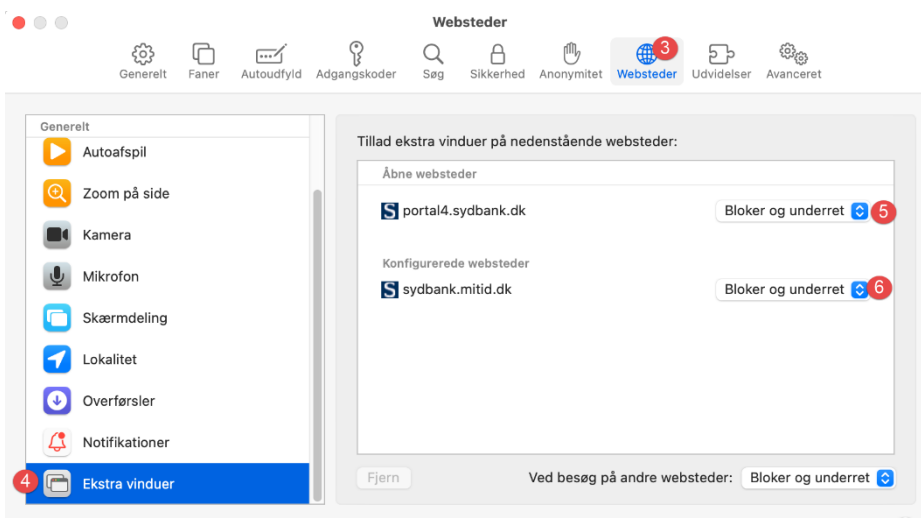 Websteder
Generelt Faner Autoudfyld Adgangskoder Søg Sikkerhed Anonymitet Websteder 3 Udvidelser Avanceret
Generelt
Autoafspil
Zoom på side
Kamera
Mikrofon
Skærmdeling
Lokalitet
Overførsler
Notifikationer
4 Ekstra vinduer
Tillad ekstra vinduer på nedenstående websteder:
Åbne websteder
S portal4.sydbank.dk Bloker og underret 5
Konfigurerede websteder
S sydbank.mitid.dk Bloker og underret 6
Fjern Ved besøg på andre websteder: Bloker og underret